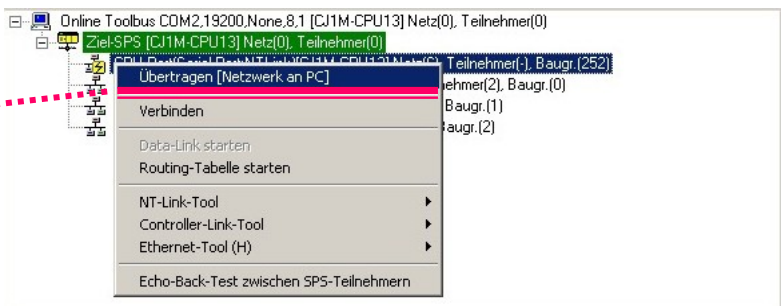 Online Toolbus COM2,19200,None,8,1 [CJ1M-CPU13] Netz(0), Teilnehmer(0)
Ziel-SPS [CJ1M-CPU13] Netz(0), Teilnehmer(0)
Teilnehmer(-), Baugr.(252)
Übertragen [Netzwerk an PC]
ehmer(2), Baugr.(0)
Verbinden
Baugr.(1)
Data-Link starten
augr.(2)
Routing-Tabelle starten
NT-Link-Tool
Controller-Link-Tool
Ethernet-Tool (H)
Echo-Back-Test zwischen SPS-Teilnehmern